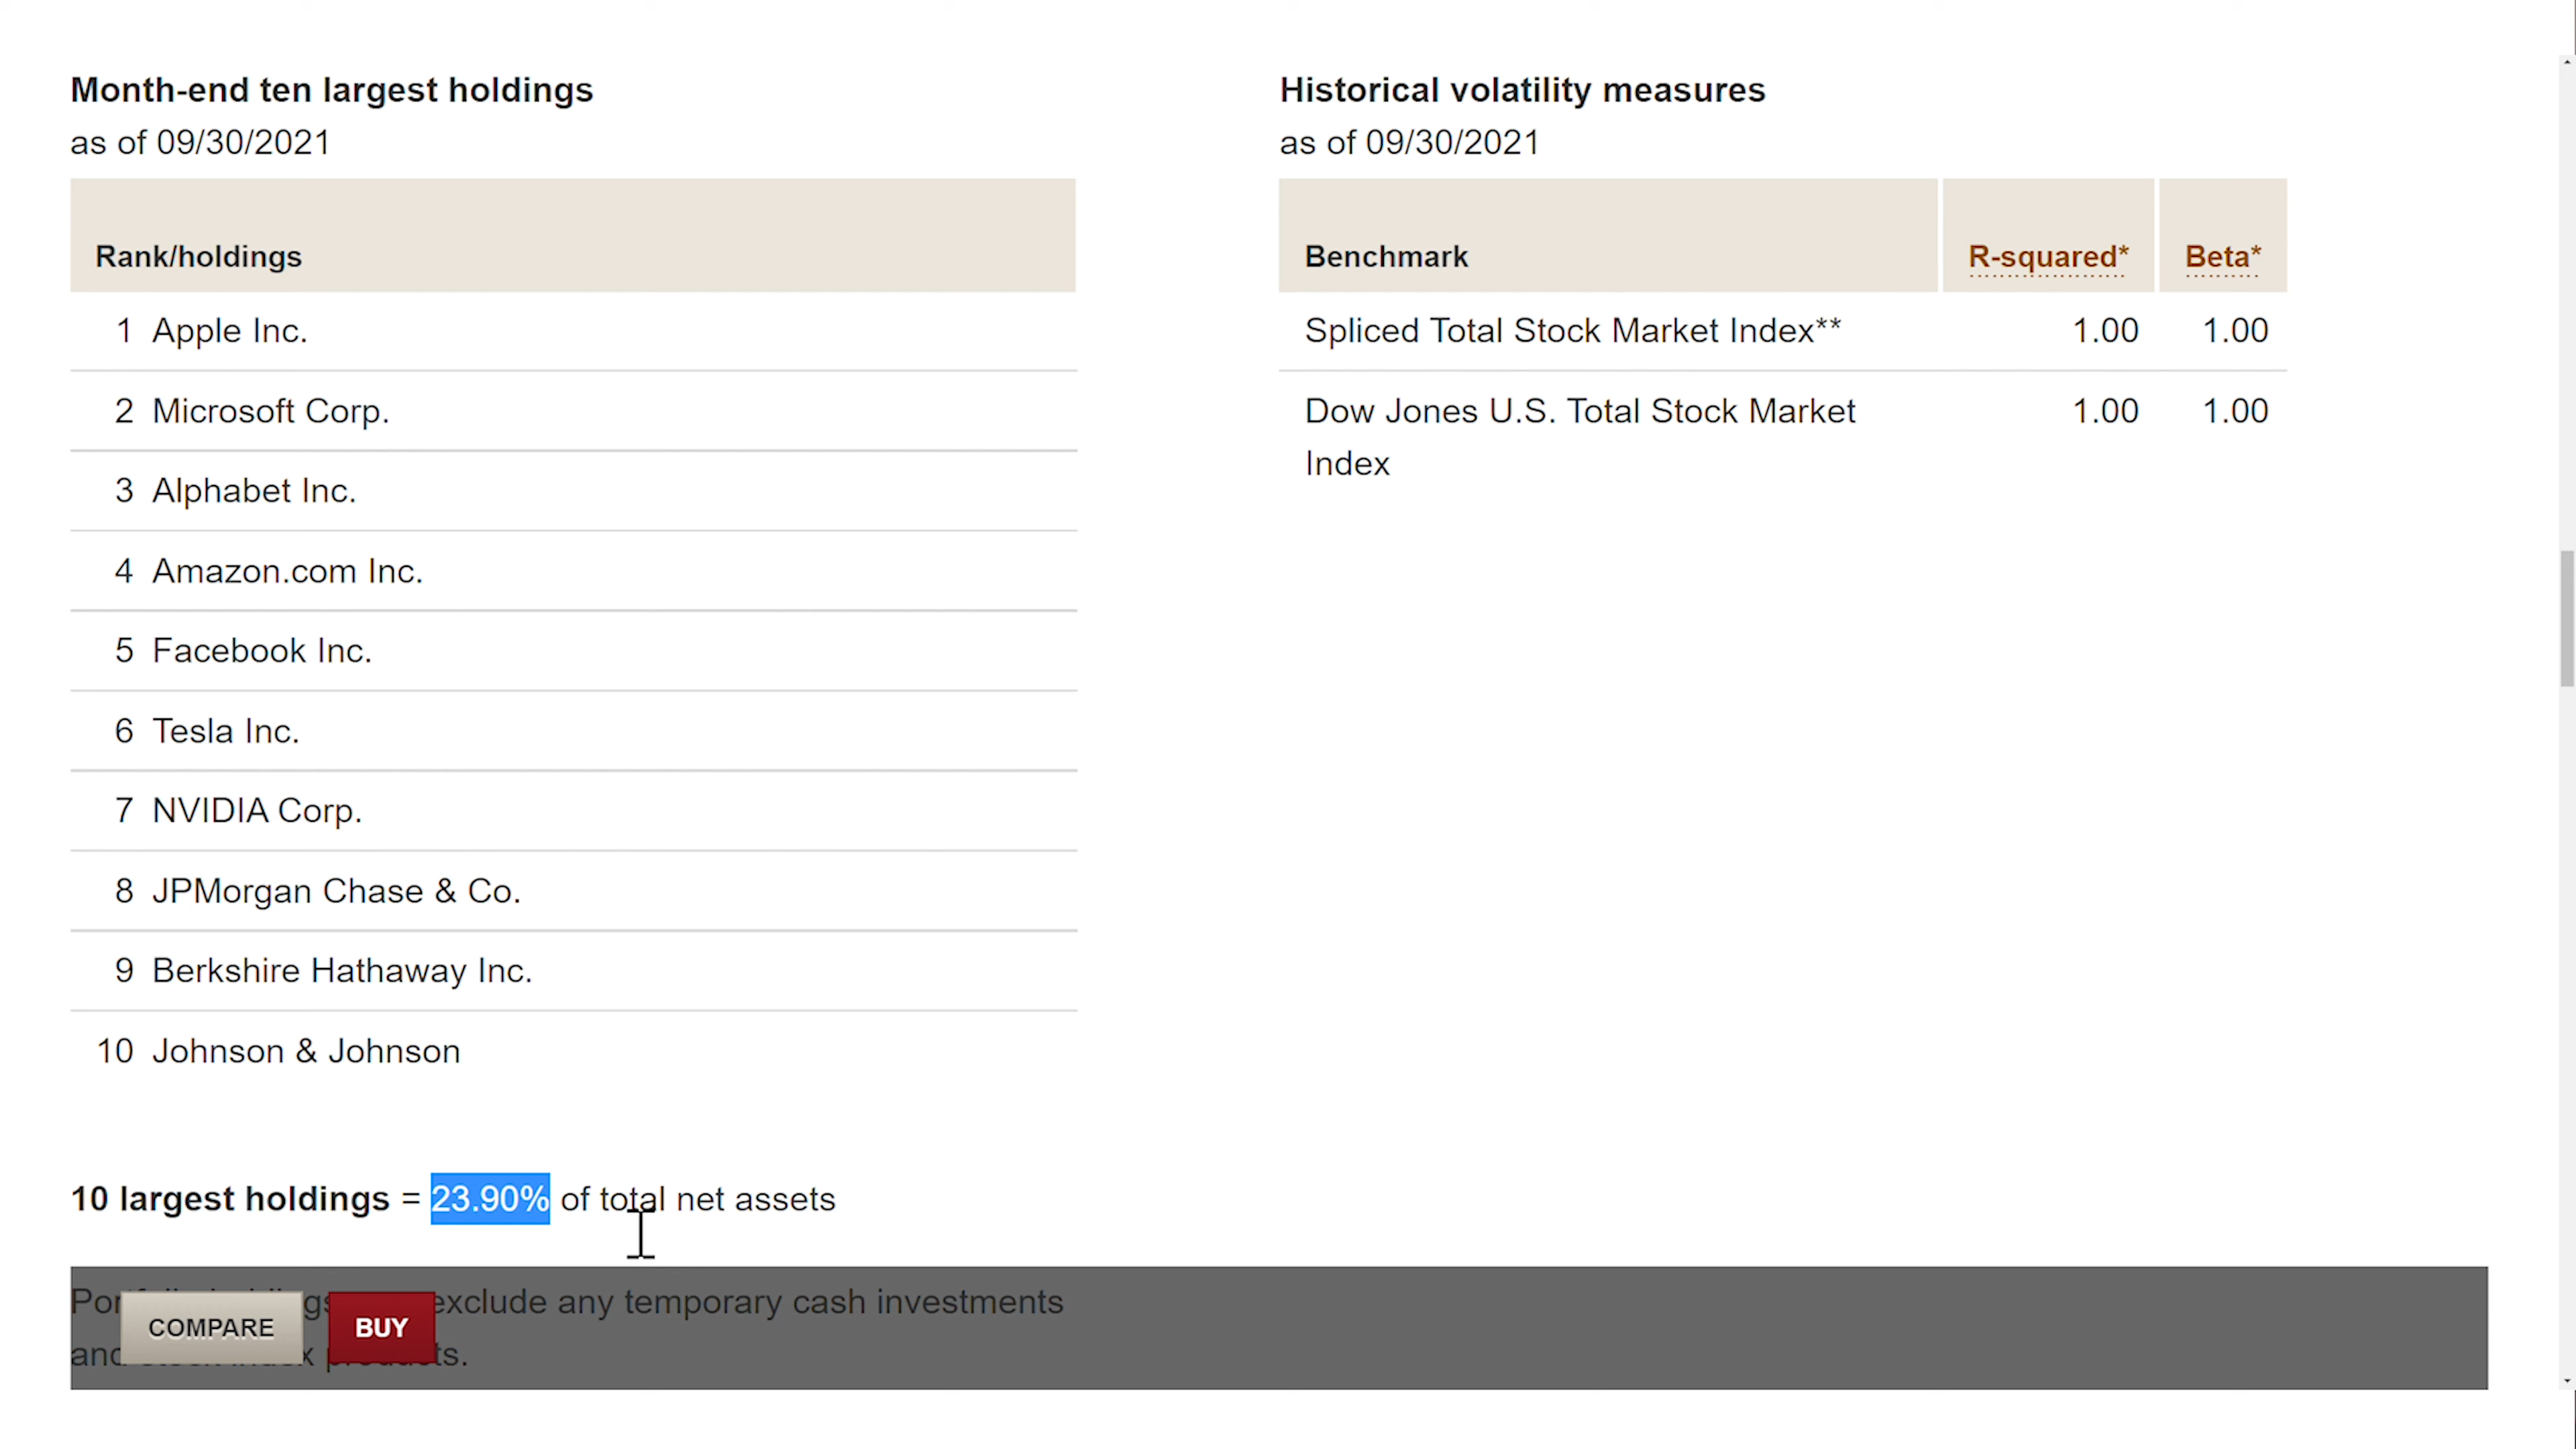 Month-end ten largest holdings
as of 09/30/2021
Rank/holdings
1 Apple Inc.
2 Microsoft Corp.
3 Alphabet Inc.
4 Amazon.com Inc.
5 Facebook Inc.
6 Tesla Inc.
7 NVIDIA Corp.
8 JPMorgan Chase & Co.
9 Berkshire Hathaway Inc.
10 Johnson & Johnson
10 largest holdings = 23.90% of total net assets
exclude any temporary cash investments
COMPARE BUY
Historical volatility measures
as of 09/30/2021
Benchmark R-squared* Beta*
Spliced Total Stock Market Index** 1.00 1.00
Dow Jones U.S. Total Stock Market 1.00 1.00
Index